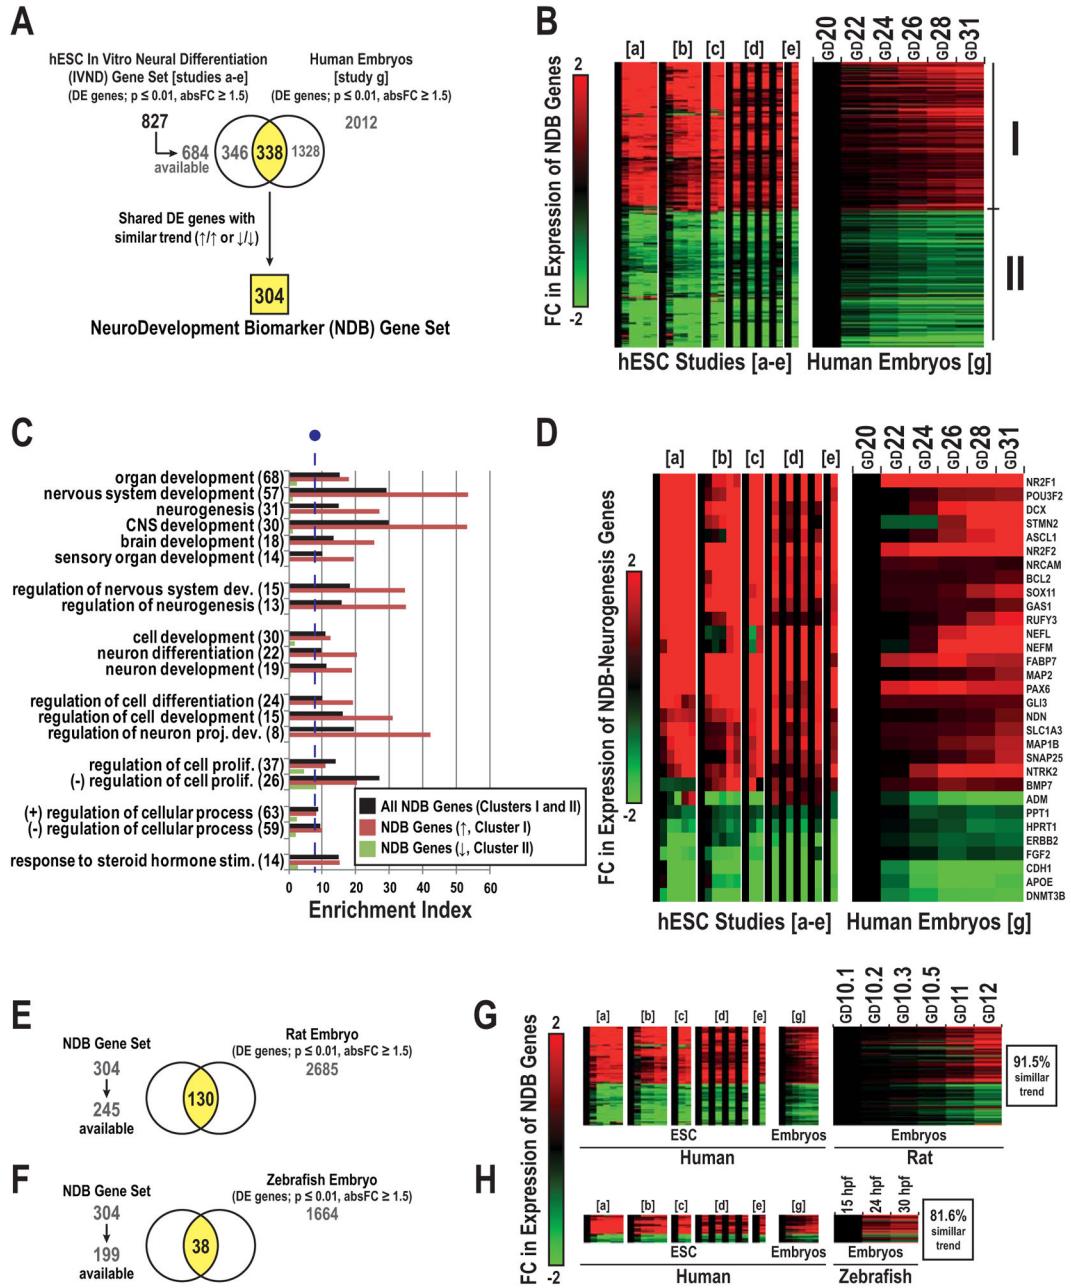 A
hESC In Vitro Neural Differentiation
(IVND) Gene Set [studies a-e]
(DE genes; p ≤ 0.01, absFC ≥ 1.5)
Human Embryos
[study g]
(DE genes; p ≤ 0.01, absFC ≥ 1.5)
827
2012
684
available
346
338
1328
Shared DE genes with
similar trend (↑/↑ or ↓/↓)
304
NeuroDevelopment Biomarker (NDB) Gene Set
B
[a] [b] [c] [d] [e]
GD20 GD22 GD24 GD26 GD28 GD31
FC in Expression of NDB Genes
2
-2
I
II
hESC Studies [a-e]
Human Embryos [g]
C
organ development (68)
nervous system development (57)
neurogenesis (31)
CNS development (30)
brain development (18)
sensory organ development (14)
regulation of nervous system dev. (15)
regulation of neurogenesis (13)
cell development (30)
neuron differentiation (22)
neuron development (19)
regulation of cell differentiation (24)
regulation of cell development (15)
regulation of neuron proj. dev. (8)
regulation of cell prolif. (37)
(-) regulation of cell prolif. (26)
(+) regulation of cellular process (63)
(-) regulation of cellular process (59)
response to steroid hormone stim. (14)
All NDB Genes (Clusters I and II)
NDB Genes (↑, Cluster I)
NDB Genes (↓, Cluster II)
0 10 20 30 40 50 60
Enrichment Index
D
[a] [b] [c] [d] [e]
GD20 GD22 GD24 GD26 GD28 GD31
FC in Expression of NDB-Neurogenesis Genes
2
-2
NR2F1
POU3F2
DCX
STMN2
ASCL1
NR2F2
NRCAM
BCL2
SOX11
GAS1
RUFY3
NEFL
NEFM
FABP7
MAP2
PAX6
GLI3
NDN
SLC1A3
MAP1B
SNAP25
NTRK2
BMP7
ADM
PPT1
HPRT1
ERBB2
FGF2
CDH1
APOE
DNMT3B
hESC Studies [a-e]
Human Embryos [g]
E
NDB Gene Set
304
245
available
130
Rat Embryo
(DE genes; p ≤ 0.01, absFC ≥ 1.5)
2685
F
NDB Gene Set
304
199
available
38
Zebrafish Embryo
(DE genes; p ≤ 0.01, absFC ≥ 1.5)
1664
G
FC in Expression of NDB Genes
2
-2
[a] [b] [c] [d] [e] [g]
GD10.1 GD10.2 GD10.3 GD10.5 GD11 GD12
91.5%
simillar
trend
ESC Embryos Embryos
Human Rat
H
[a] [b] [c] [d] [e] [g]
15 hpf 24 hpf 30 hpf
81.6%
simillar
trend
ESC Embryos Embryos
Human Zebrafish